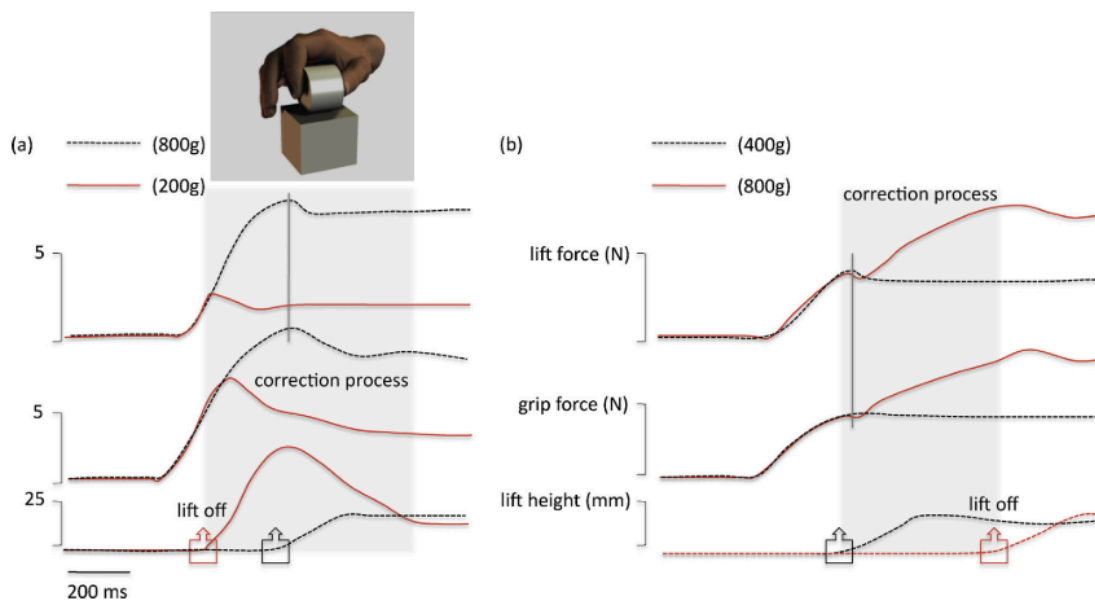 (a)
(800g)
(200g)
5
5
correction process
25
lift off
200 ms
(b)
(400g)
(800g)
correction process
lift force (N)
grip force (N)
lift height (mm)
lift off